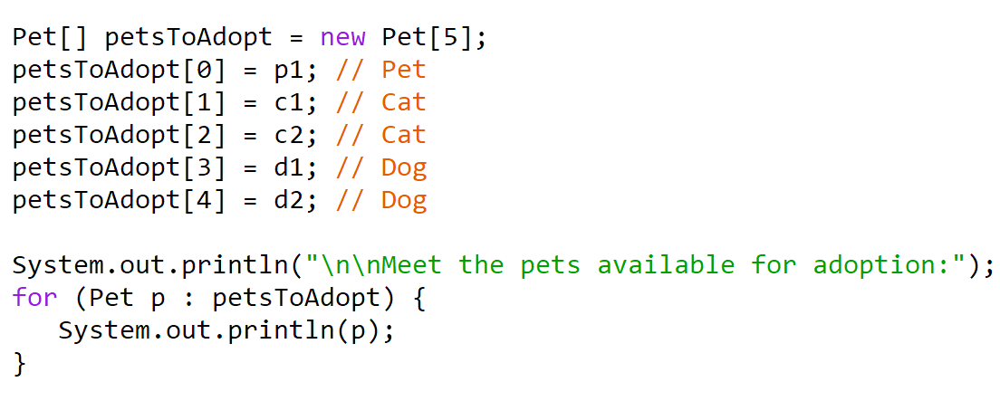 Pet[] petsToAdopt = new Pet[5];
petsToAdopt[0] = p1; // Pet
petsToAdopt[1] = c1; // Cat
petsToAdopt[2] = c2; // Cat
petsToAdopt[3] = d1; // Dog
petsToAdopt[4] = d2; // Dog
System.out.println("\n\nMeet the pets available for adoption:");
for (Pet p : petsToAdopt) {
   System.out.println(p);
}